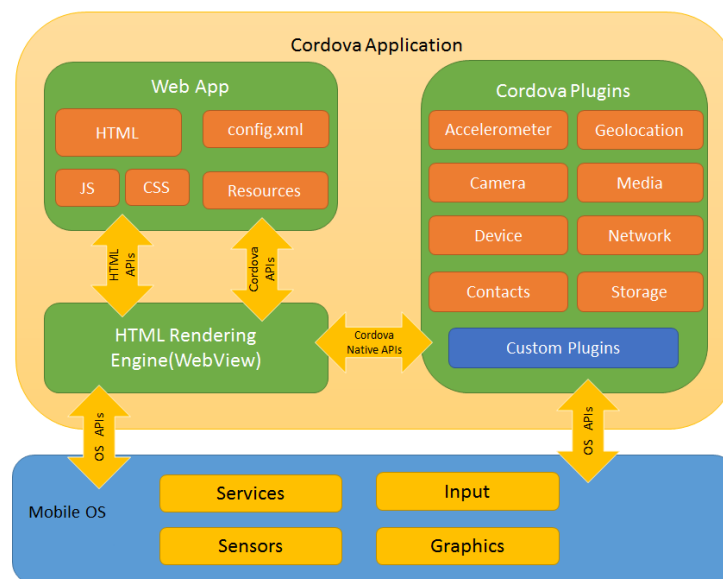 Cordova Application
Web App
HTML
config.xml
JS
CSS
Resources
HTML
APIs
Cordova
APIs
HTML Rendering
Engine(WebView)
Cordova
Native APIs
Cordova Plugins
Accelerometer
Geolocation
Camera
Media
Device
Network
Contacts
Storage
Custom Plugins
OS APIs
OS APIs
Mobile OS
Services
Input
Sensors
Graphics